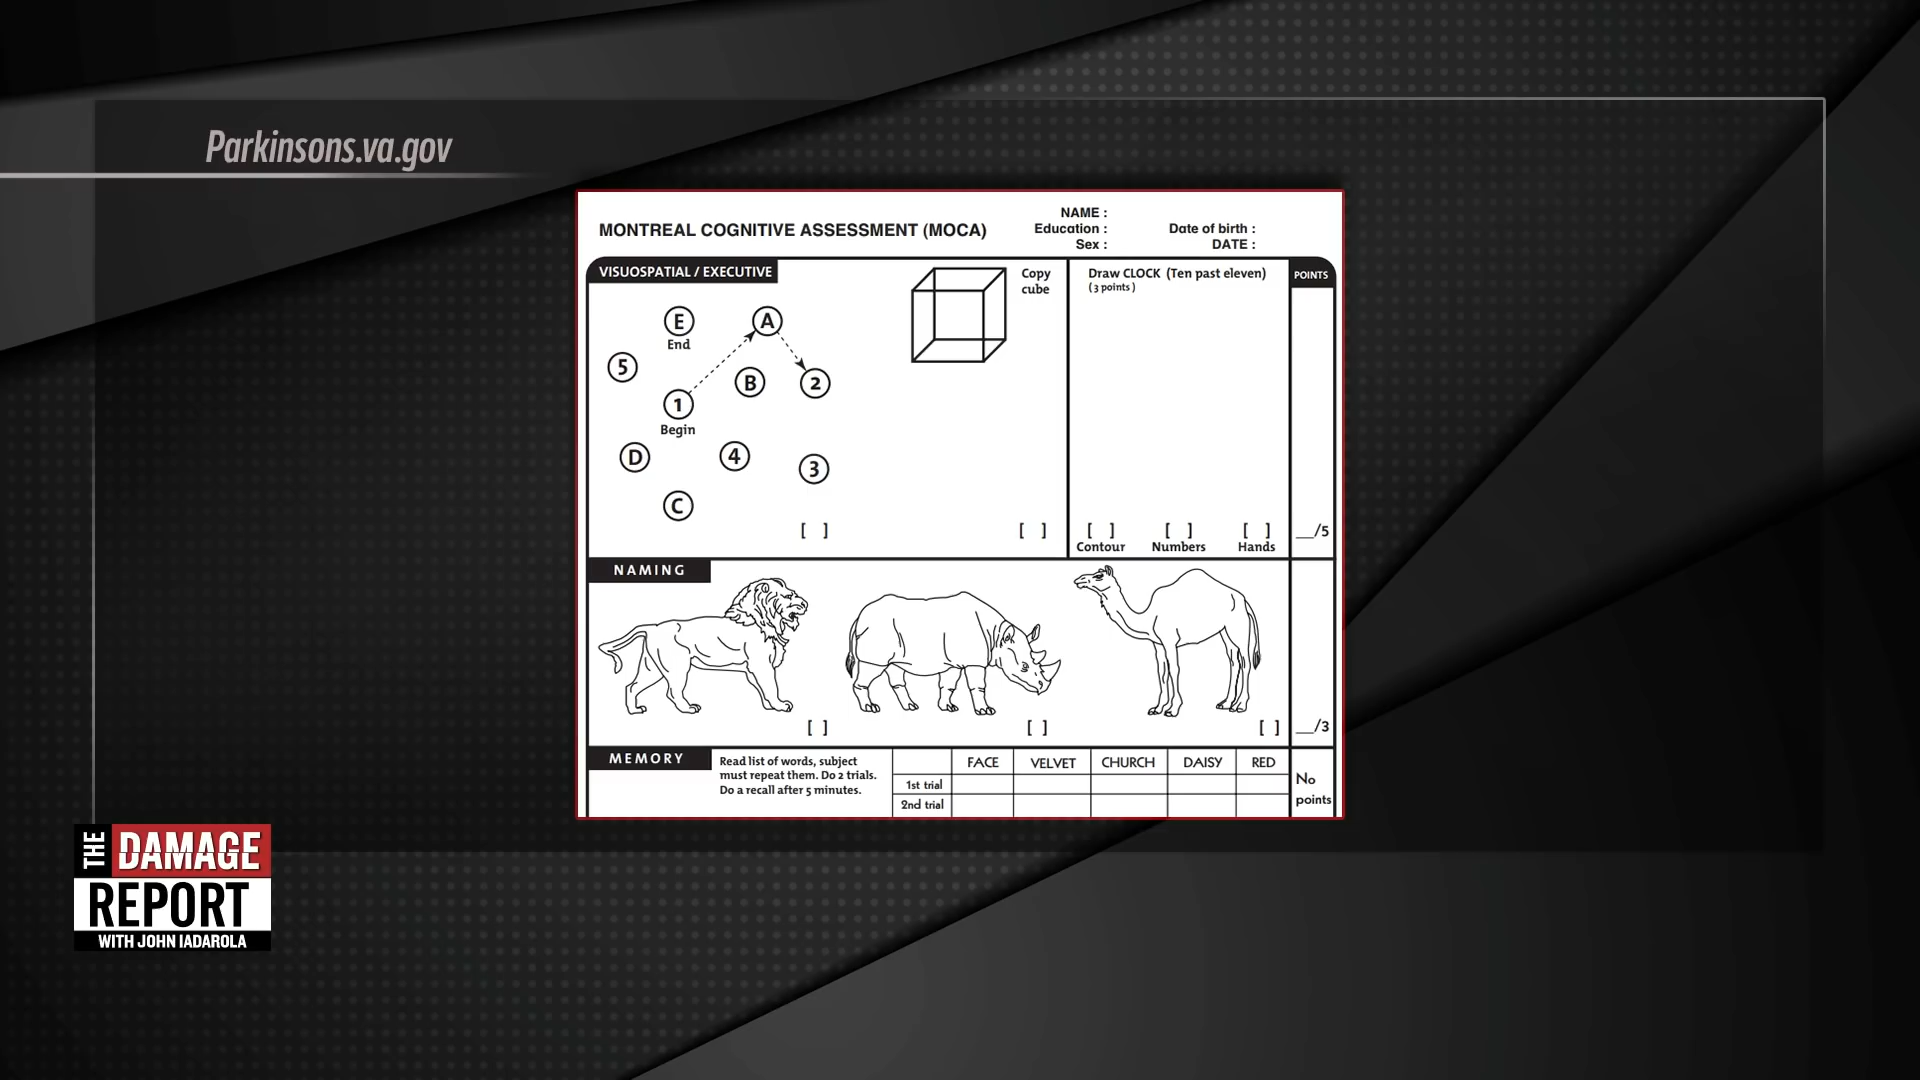 Parkinsons.va.gov
MONTREAL COGNITIVE ASSESSMENT (MOCA)
NAME :
Education :
Sex :
Date of birth :
DATE :
VISUOSPATIAL / EXECUTIVE
E
End
A
5
B
2
1
Begin
D
4
3
C
[ ]
Copy
cube
[ ]
Draw CLOCK (Ten past eleven)
( 3 points )
[ ] [ ] [ ]
Contour Numbers Hands
POINTS
__/5
NAMING
[ ] [ ] [ ]
__/3
MEMORY
Read list of words, subject
must repeat them. Do 2 trials.
Do a recall after 5 minutes.
FACE VELVET CHURCH DAISY RED
1st trial
2nd trial
No
points
THE
DAMAGE
REPORT
WITH JOHN IADAROLA